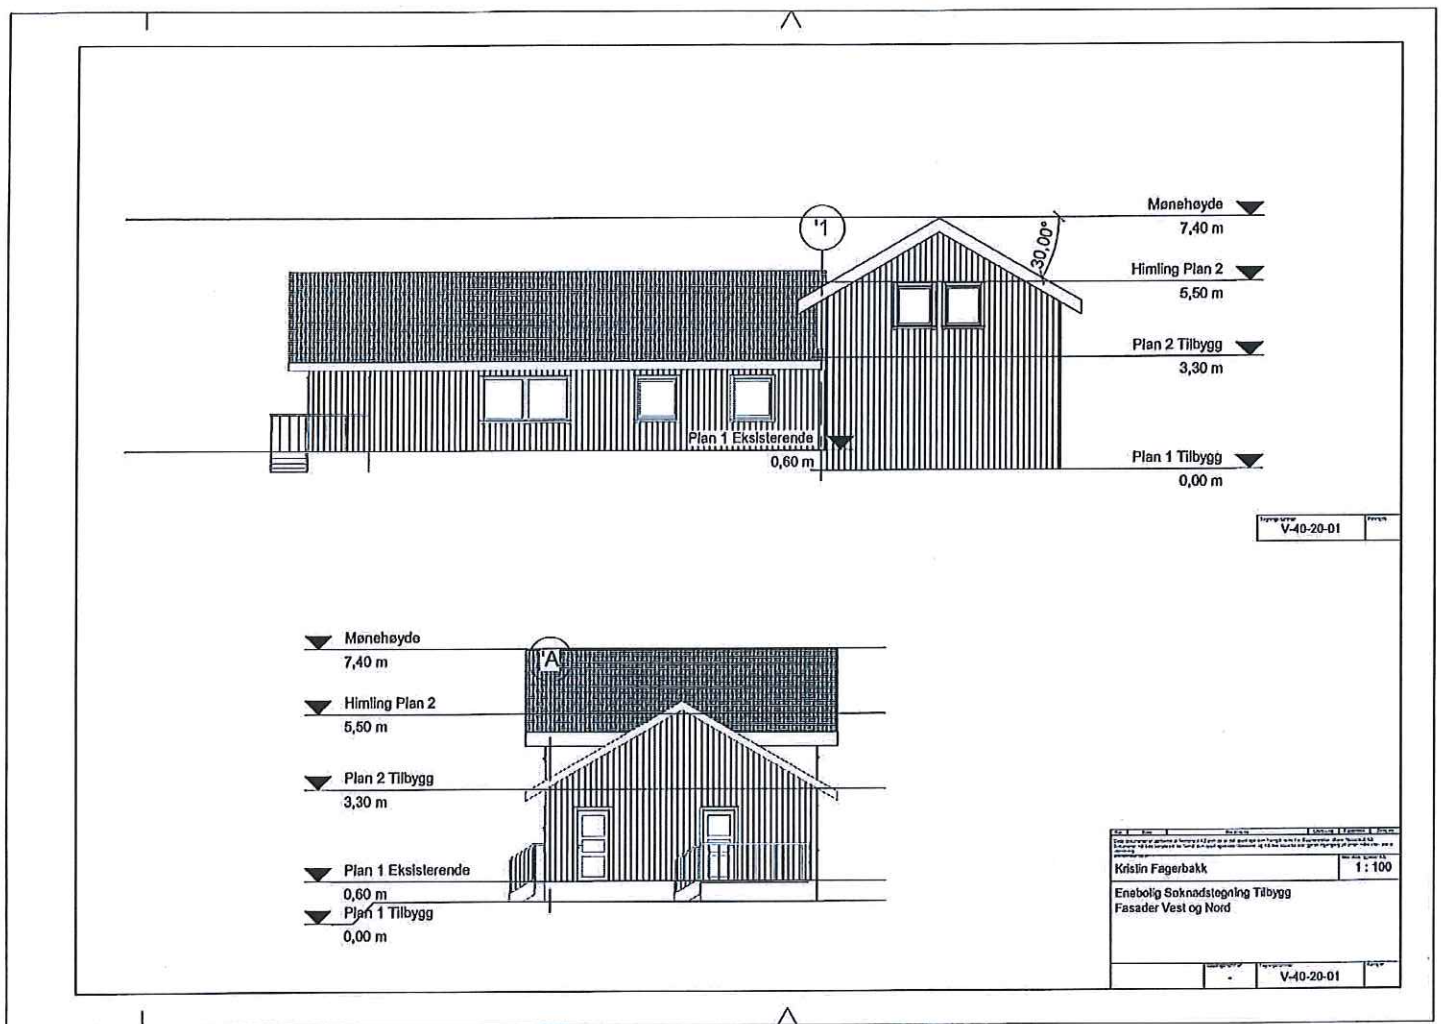 '1
30,00°
Mønehøyde
7,40 m
Himling Plan 2
5,50 m
Plan 2 Tilbygg
3,30 m
Plan 1 Eksisterende
0,60 m
Plan 1 Tilbygg
0,00 m
V-40-20-01
Mønehøyde
7,40 m
'A
Himling Plan 2
5,50 m
Plan 2 Tilbygg
3,30 m
Plan 1 Eksisterende
0,60 m
Plan 1 Tilbygg
0,00 m
Kristin Fagerbakk
1 : 100
Enebolig Søknadstegning Tilbygg
Fasader Vest og Nord
-
V-40-20-01